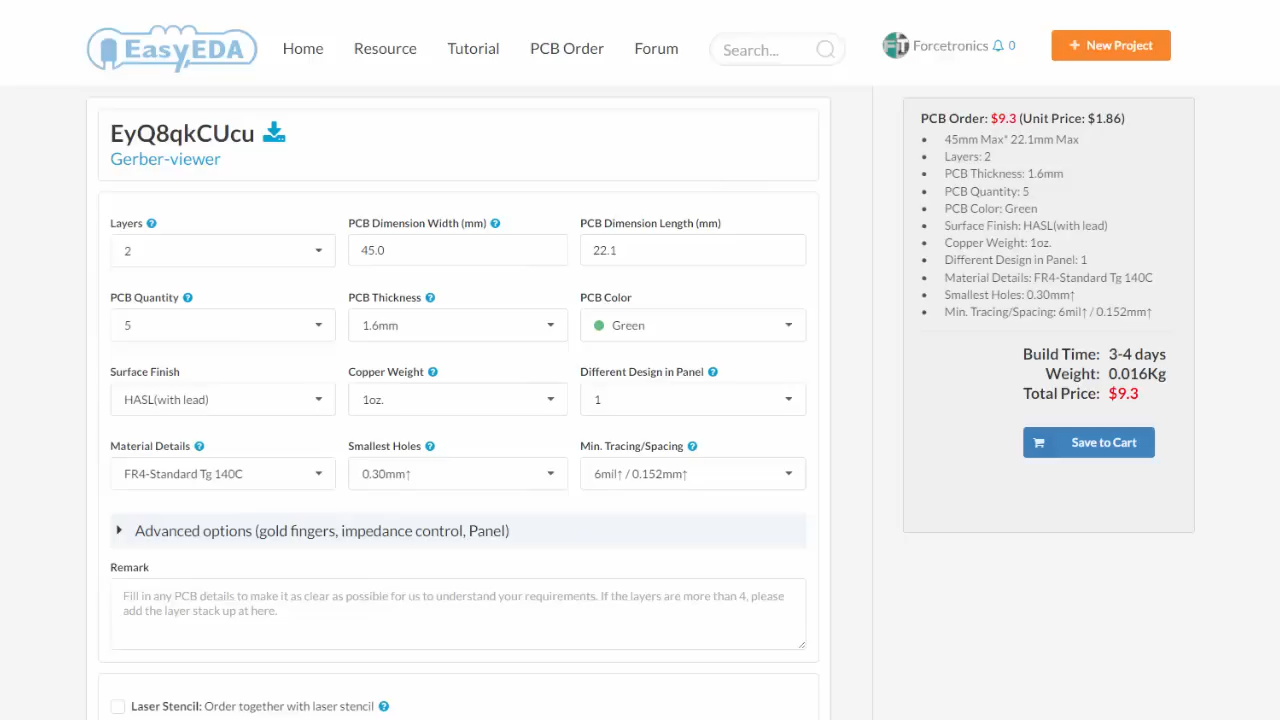 EasyEDA Home Resource Tutorial PCB Order Forum Search... FT Forcetronics 0 + New Project
EyQ8qkCUcu
Gerber-viewer
Layers ? PCB Dimension Width (mm) ? PCB Dimension Length (mm)
2 45.0 22.1
PCB Quantity ? PCB Thickness ? PCB Color
5 1.6mm Green
Surface Finish Copper Weight ? Different Design in Panel ?
HASL(with lead) 1oz. 1
Material Details ? Smallest Holes ? Min. Tracing/Spacing ?
FR4-Standard Tg 140C 0.30mm↑ 6mil↑ / 0.152mm↑
Advanced options (gold fingers, impedance control, Panel)
Remark
Fill in any PCB details to make it as clear as possible for us to understand your requirements. If the layers are more than 4, please
add the layer stack up at here.
Laser Stencil: Order together with laser stencil ?
PCB Order: $9.3 (Unit Price: $1.86)
• 45mm Max* 22.1mm Max
• Layers: 2
• PCB Thickness: 1.6mm
• PCB Quantity: 5
• PCB Color: Green
• Surface Finish: HASL(with lead)
• Copper Weight: 1oz.
• Different Design in Panel: 1
• Material Details: FR4-Standard Tg 140C
• Smallest Holes: 0.30mm↑
• Min. Tracing/Spacing: 6mil↑ / 0.152mm↑
Build Time: 3-4 days
Weight: 0.016Kg
Total Price: $9.3
Save to Cart